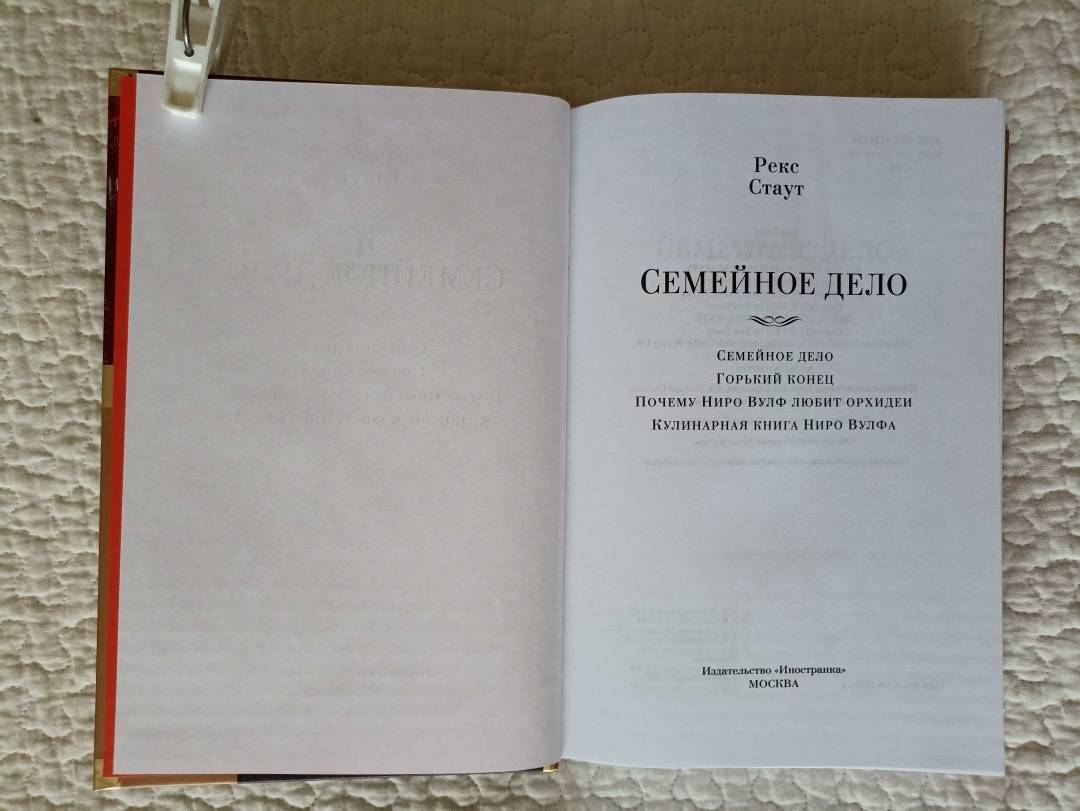 Рекс
Стаут
Семейное дело
Семейное дело
Горький конец
Почему Ниро Вулф любит орхидеи
Кулинарная книга Ниро Вулфа
Издательство «Иностранка»
МОСКВА